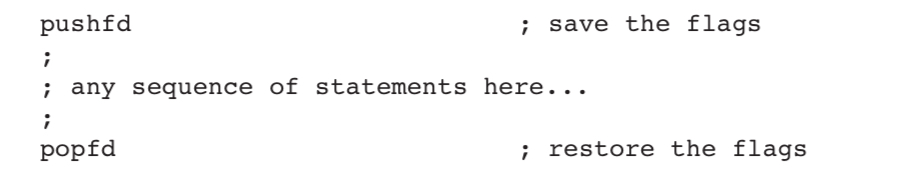 pushfd ; save the flags
;
; any sequence of statements here...
;
popfd ; restore the flags